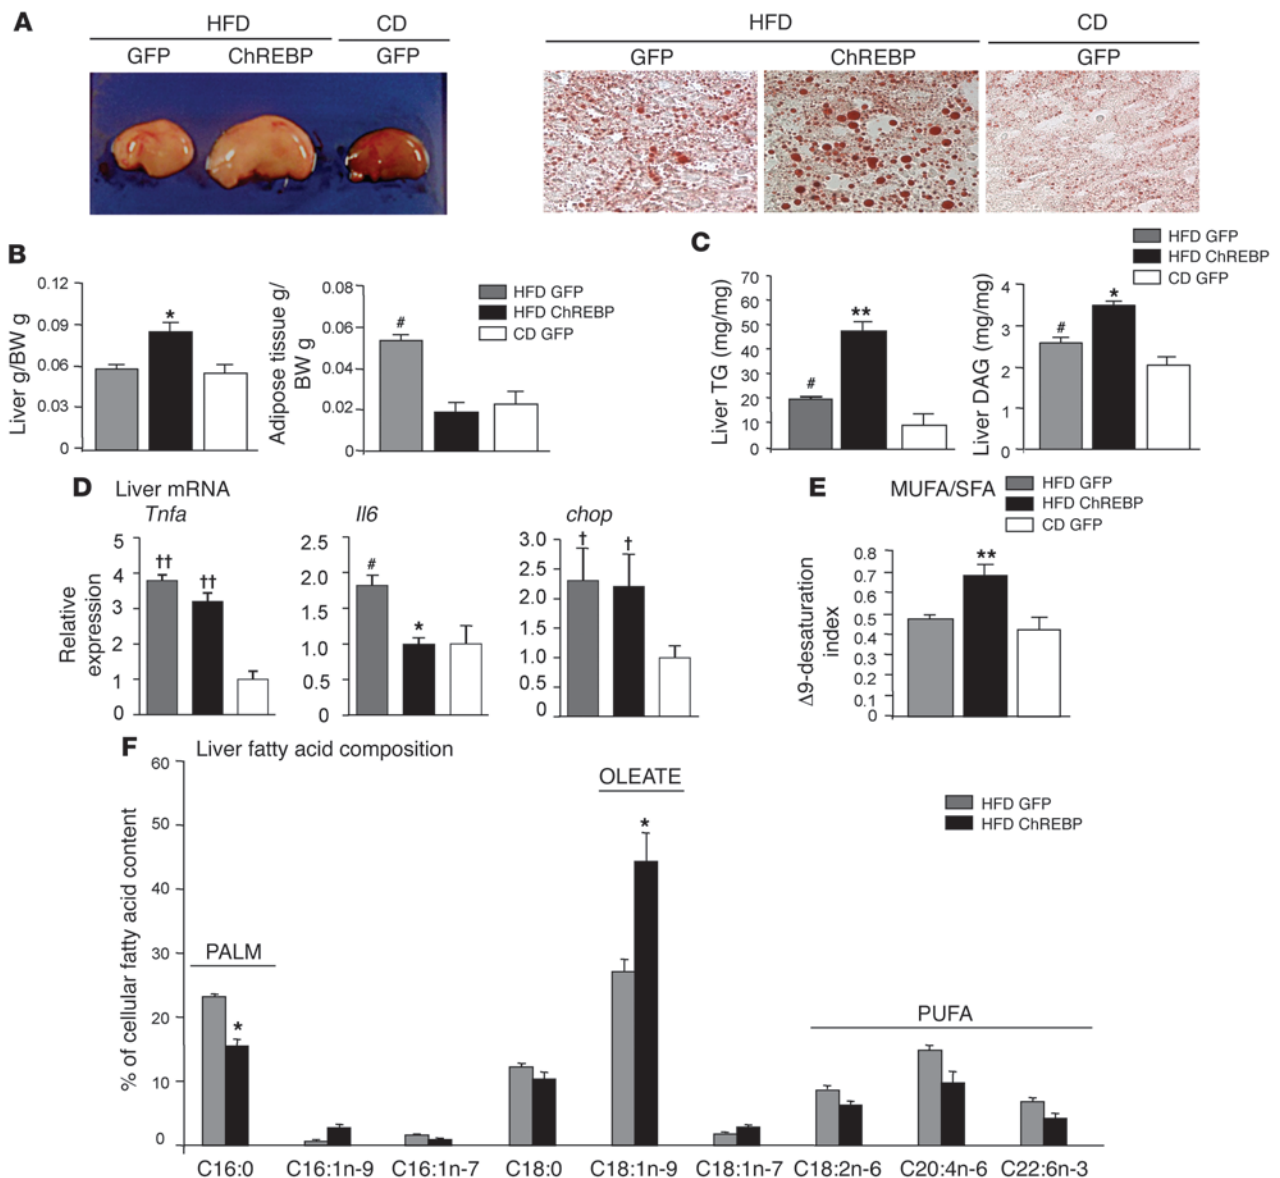 A
HFD CD
GFP ChREBP GFP
HFD CD
GFP ChREBP GFP
B
Liver g/BW g
0.12
0.09
0.06
0.03
0
*
Adipose tissue g/
BW g
0.08
0.06
0.04
0.02
0
#
HFD GFP
HFD ChREBP
CD GFP
C
HFD GFP
HFD ChREBP
CD GFP
Liver TG (mg/mg)
70
60
50
40
30
20
10
0
#
**
Liver DAG (mg/mg)
4
3
2
1
0
#
*
D Liver mRNA
Tnfa
Relative
expression
5
4
3
2
1
0
††
††
Il6
2.5
2.0
1.5
1.0
0.5
0
#
*
chop
3.0
2.5
2.0
1.5
1.0
0.5
0
†
†
E MUFA/SFA
HFD GFP
HFD ChREBP
CD GFP
Δ9-desaturation
index
0.8
0.7
0.6
0.5
0.4
0.3
0.2
0.1
0
**
F Liver fatty acid composition
% of cellular fatty acid content
60
50
40
30
20
10
0
PALM
*
OLEATE
*
PUFA
HFD GFP
HFD ChREBP
C16:0 C16:1n-9 C16:1n-7 C18:0 C18:1n-9 C18:1n-7 C18:2n-6 C20:4n-6 C22:6n-3